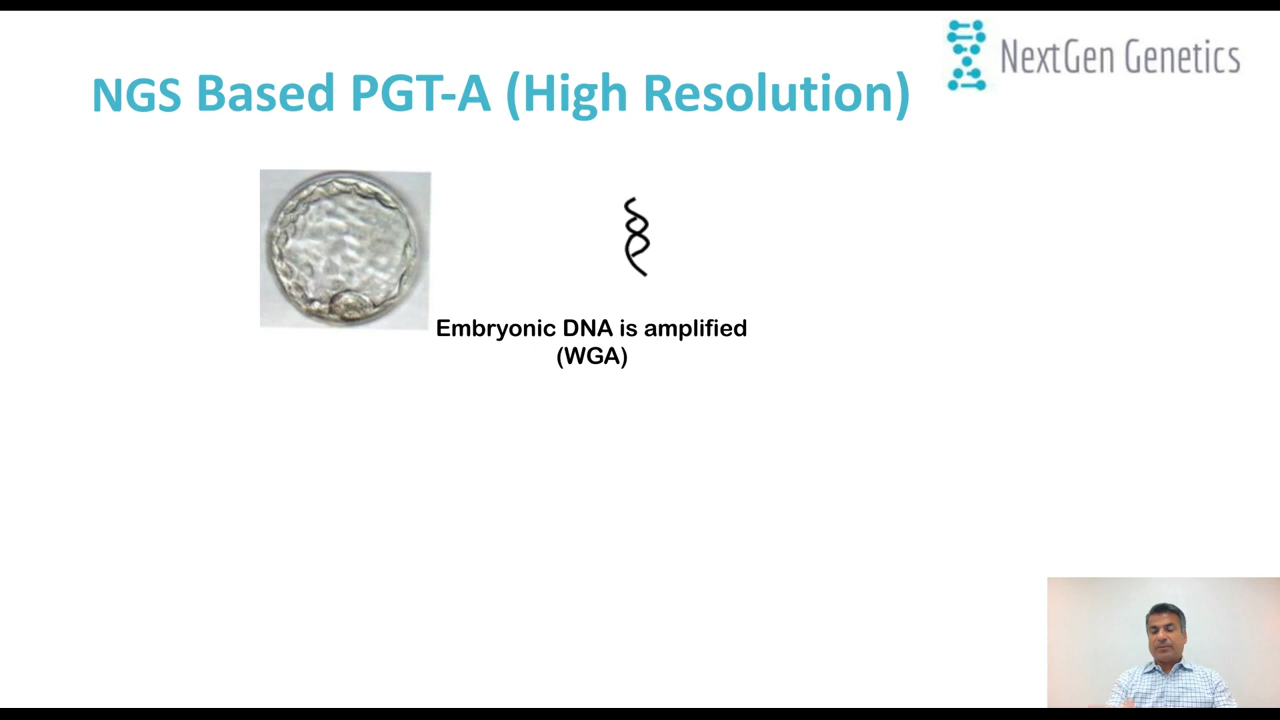 NextGen Genetics
NGS Based PGT-A (High Resolution)
Embryonic DNA is amplified
(WGA)